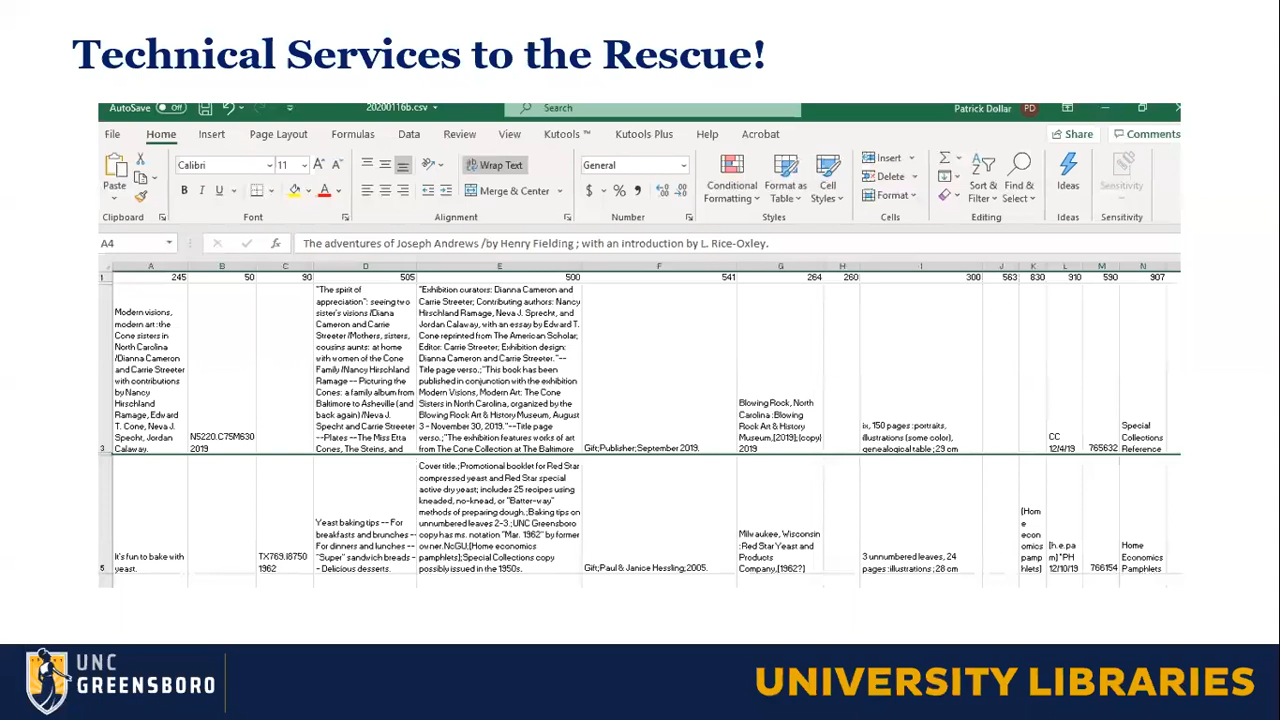 Technical Services to the Rescue!
AutoSave Off 20200116b.csv Search Patrick Dollar PD
File Home Insert Page Layout Formulas Data Review View Kutools ™ Kutools Plus Help Acrobat Share Comments
Paste
Clipboard
Calibri 11
B I U
Font
Wrap Text
Merge & Center
Alignment
General
$ % ,
Number
Conditional Formatting
Format as Table
Cell Styles
Styles
Insert
Delete
Format
Cells
Sort & Filter
Find & Select
Editing
Ideas
Ideas
Sensitivity
Sensitivity
A4 fx The adventures of Joseph Andrews /by Henry Fielding ; with an introduction by L. Rice-Oxley.
A B C D E F G H I J K L M N
1 245 50 90 505 500 541 264 260 300 563 830 910 590 907
3
Modern visions,
modern art: the
Cone sisters in
North Carolina
/Dianna Cameron
and Carrie Streeter
with contributions
by Nancy
Hirschland
Ramage, Edward
T. Cone, Neva J.
Specht, Jordan
Calaway.
N5220.C75M630
2019
"The spirit of
appreciation": seeing two
sister's visions /Diana
Cameron and Carrie
Streeter /Mothers, sisters,
cousins aunts: at home
with women of the Cone
Family /Nancy Hirschland
Ramage -- Picturing the
Cones: a family album from
Baltimore to Asheville (and
back again) /Neva J.
Specht and Carrie Streeter
--Plates -- The Miss Etta
Cones, The Steins, and
"Exhibition curators: Dianna Cameron and
Carrie Streeter; Contributing authors: Nancy
Hirschland Ramage, Neva J. Sprecht, and
Jordan Calaway, with an essay by Edward T.
Cone reprinted from The American Scholar;
Editor: Carrie Streeter; Exhibition design:
Dianna Cameron and Carrie Streeter."--
Title page verso.;"This book has been
published in conjunction with the exhibition
Modern Visions, Modern Art: The Cone
Sisters in North Carolina, organized by the
Blowing Rock Art & History Museum, August
3 - November 30, 2019."--Title page
verso.;"The exhibition features works of art
from The Cone Collection at The Baltimore
Gift;Publisher;September 2019.
Blowing Rock, North
Carolina :Blowing
Rock Art & History
Museum,[2019];(copy)
2019
ix, 150 pages :portraits,
illustrations (some color),
genealogical table ;29 cm
CC
12/4/19
765632
Special
Collections
Reference
5
It's fun to bake with
yeast.
TX769.I8750
1962
Yeast baking tips -- For
breakfasts and brunches --
For dinners and lunches --
"Super" sandwich breads -
- Delicious desserts.
Cover title.;Promotional booklet for Red Star
compressed yeast and Red Star special
active dry yeast; includes 25 recipes using
kneaded, no-knead, or "Batter-way"
methods of preparing dough.;Baking tips on
unnumbered leaves 2-3.;UNC Greensboro
copy has ms. notation "Mar. 1962" by former
owner.NcGU,[Home economics
pamphlets];Special Collections copy
possibly issued in the 1950s.
Gift;Paul & Janice Hessling;2005.
Milwaukee, Wisconsin
:Red Star Yeast and
Products
Company,[1962?]
3 unnumbered leaves, 24
pages :illustrations ;28 cm
(Hom
e
econ
omics
pamp
hlets)
[h.e.pa
m] *PH
12/10/19
766154
Home
Economics
Pamphlets
UNC
GREENSBORO
UNIVERSITY LIBRARIES